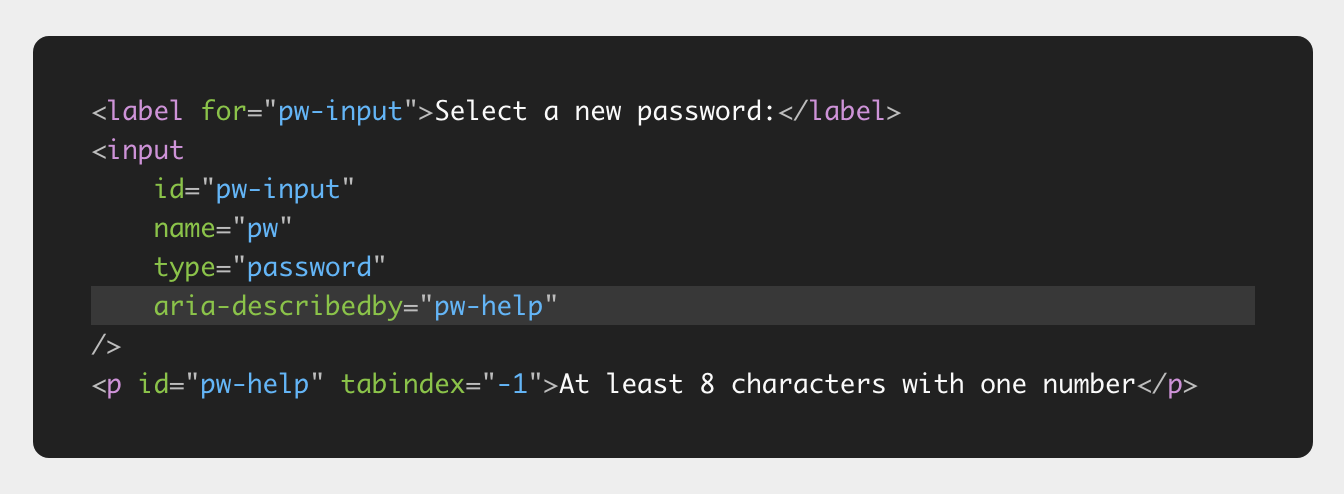 <label for="pw-input">Select a new password:</label>
<input
    id="pw-input"
    name="pw"
    type="password"
    aria-describedby="pw-help"
/>
<p id="pw-help" tabindex="-1">At least 8 characters with one number</p>